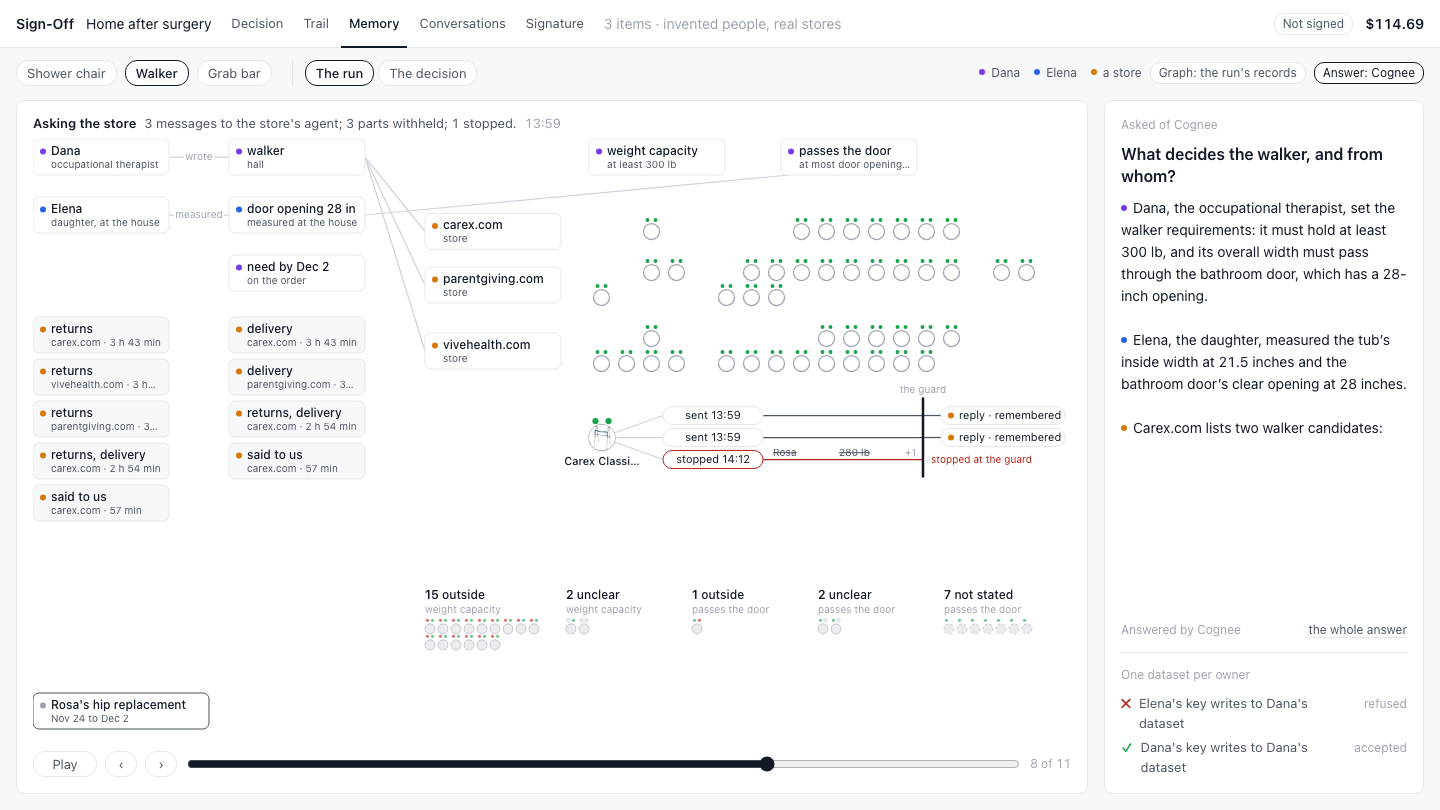 Sign-Off Home after surgery Decision Trail Memory Conversations Signature 3 items · invented people, real stores Not signed $114.69
Shower chair Walker Grab bar The run The decision Dana Elena a store Graph: the run's records Answer: Cognee
Asking the store 3 messages to the store's agent; 3 parts withheld; 1 stopped. 13:59
Dana
occupational therapist
wrote
walker
hall
weight capacity
at least 300 lb
passes the door
at most door opening...
Elena
daughter, at the house
measured
door opening 28 in
measured at the house
carex.com
store
need by Dec 2
on the order
parentgiving.com
store
vivehealth.com
store
returns
carex.com · 3 h 43 min
delivery
carex.com · 3 h 43 min
returns
vivehealth.com · 3 h...
delivery
parentgiving.com · 3...
returns
parentgiving.com · 3...
returns, delivery
carex.com · 2 h 54 min
returns, delivery
carex.com · 2 h 54 min
said to us
carex.com · 57 min
said to us
carex.com · 57 min
the guard
sent 13:59
reply · remembered
sent 13:59
reply · remembered
Carex Classi...
stopped 14:12 Rosa 280 lb +1 stopped at the guard
15 outside
weight capacity
2 unclear
weight capacity
1 outside
passes the door
2 unclear
passes the door
7 not stated
passes the door
Rosa's hip replacement
Nov 24 to Dec 2
Play ‹ › 8 of 11
Asked of Cognee
What decides the walker, and from
whom?
Dana, the occupational therapist, set the
walker requirements: it must hold at least
300 lb, and its overall width must pass
through the bathroom door, which has a 28-
inch opening.
Elena, the daughter, measured the tub's
inside width at 21.5 inches and the
bathroom door's clear opening at 28 inches.
Carex.com lists two walker candidates:
Answered by Cognee the whole answer
One dataset per owner
Elena's key writes to Dana's
dataset
refused
Dana's key writes to Dana's
dataset
accepted